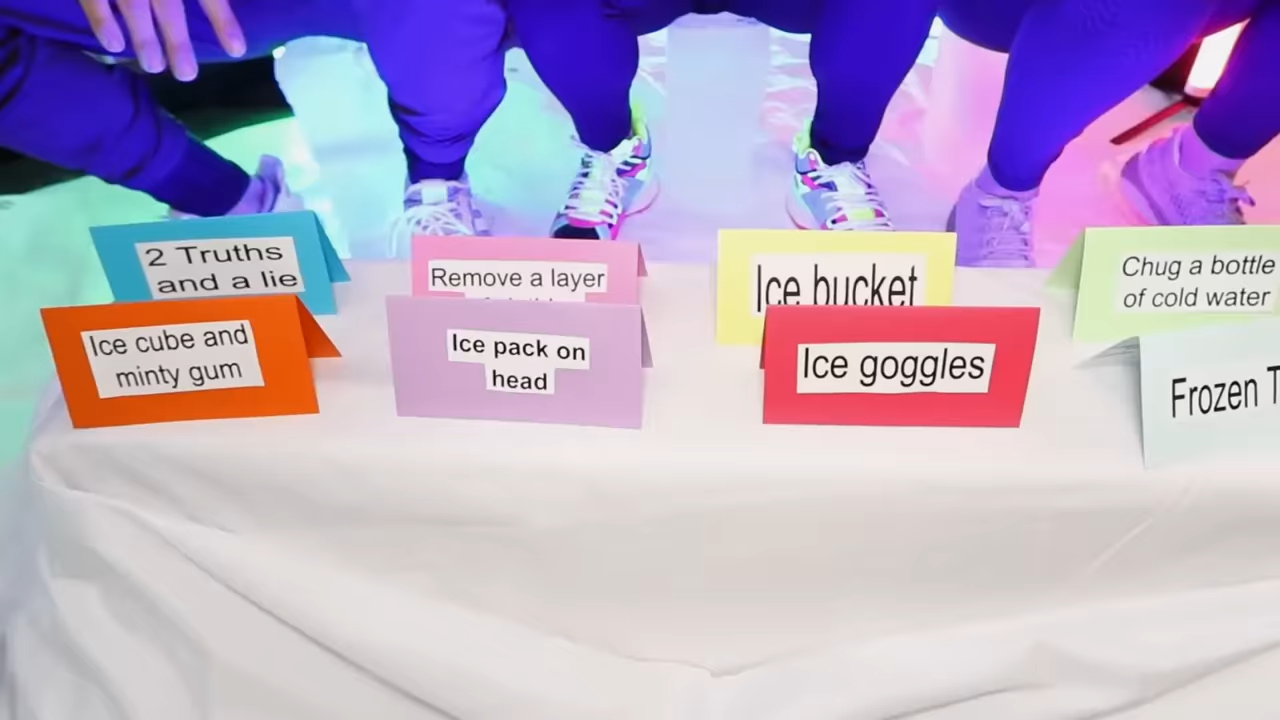 2 Truths
and a lie
Remove a layer
Ice bucket
Chug a bottle
of cold water
Ice cube and
minty gum
Ice pack on
head
Ice goggles
Frozen